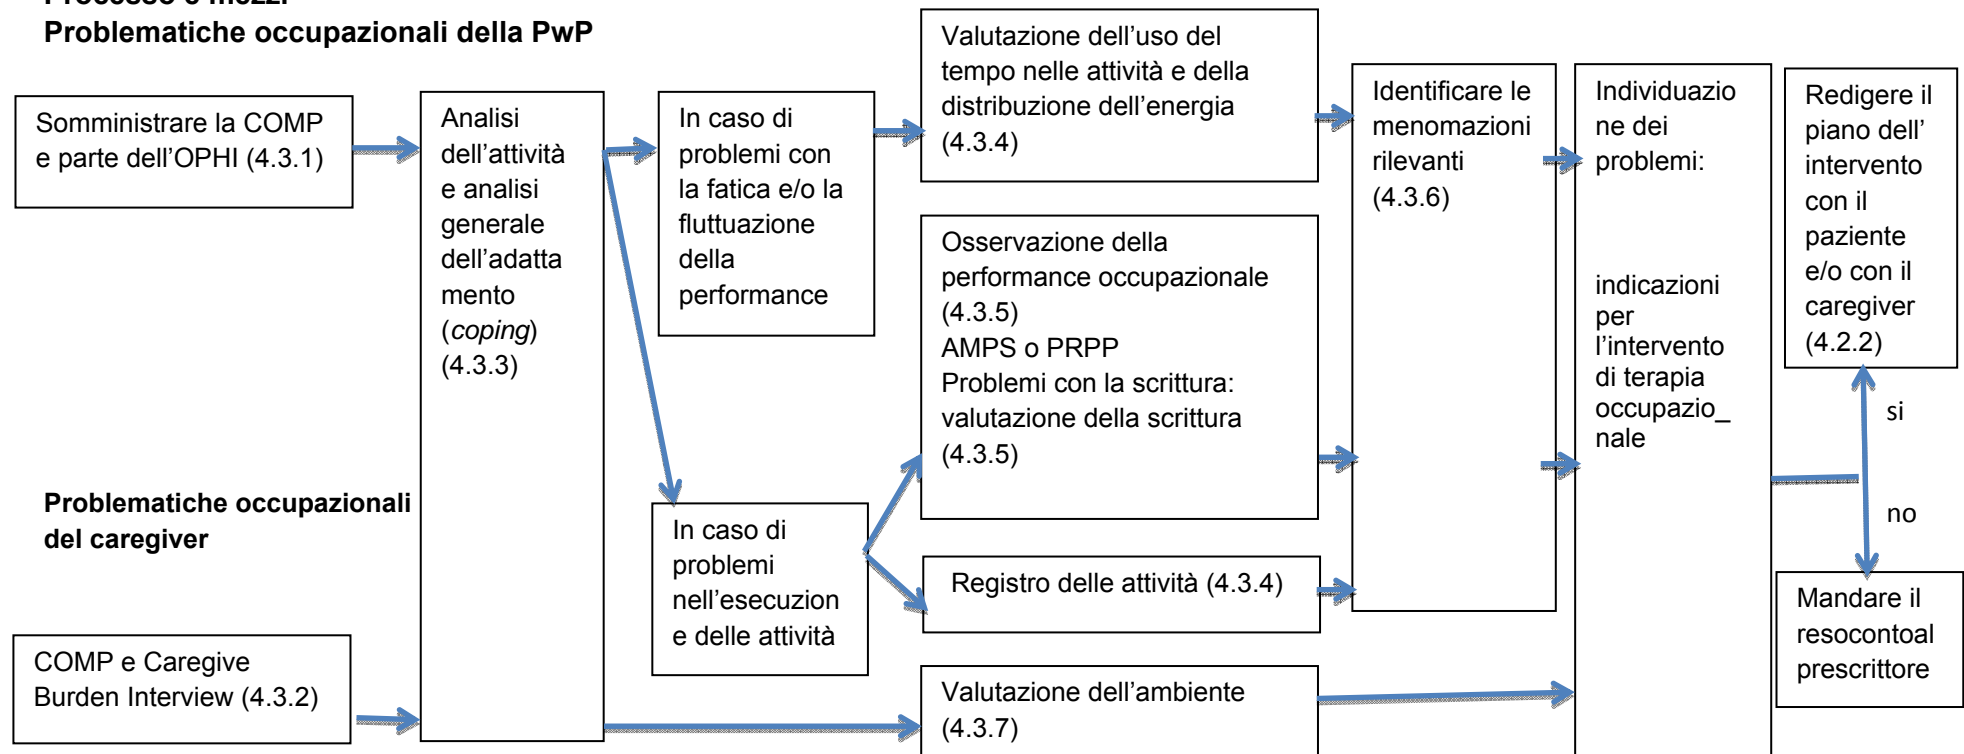 Processo e mezzi
Problematiche occupazionali della PwP
Somministrare la COMP
e parte dell'OPHI (4.3.1)
Analisi
dell'attività
e analisi
generale
dell'adatta
mento
(coping)
(4.3.3)
In caso di
problemi con
la fatica e/o la
fluttuazione
della
performance
Valutazione dell'uso del
tempo nelle attività e della
distribuzione dell'energia
(4.3.4)
Osservazione della
performance occupazionale
(4.3.5)
AMPS o PRPP
Problemi con la scrittura:
valutazione della scrittura
(4.3.5)
Identificare le
menomazioni
rilevanti
(4.3.6)
Individuazio
ne dei
problemi:
indicazioni
per
l'intervento
di terapia
occupazio_
nale
Redigere il
piano dell'
intervento
con il
paziente
e/o con il
caregiver
(4.2.2)
si
no
Mandare il
resocontoal
prescrittore
Problematiche occupazionali
del caregiver
In caso di
problemi
nell'esecuzion
e delle attività
Registro delle attività (4.3.4)
COMP e Caregive
Burden Interview (4.3.2)
Valutazione dell'ambiente
(4.3.7)